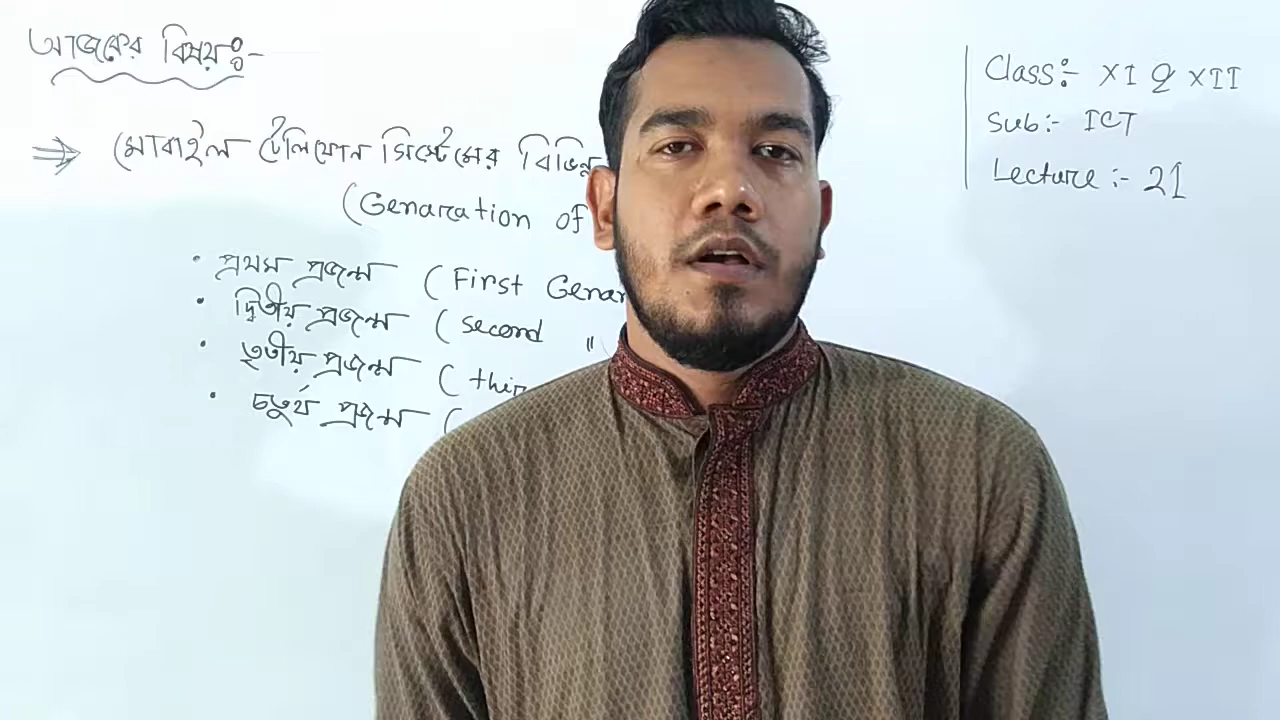 আজকের বিষয়ঃ-
Class:- XI & XII
Sub:- ICT
Lecture :- 21
⇒ মোবাইল টেলিফোন সিস্টেমের বিভিন্ন
(Genaration of
• প্রথম প্রজন্ম (First Genar
• দ্বিতীয় প্রজন্ম (second "
• তৃতীয় প্রজন্ম (thir
• চতুর্থ প্রজন্ম (